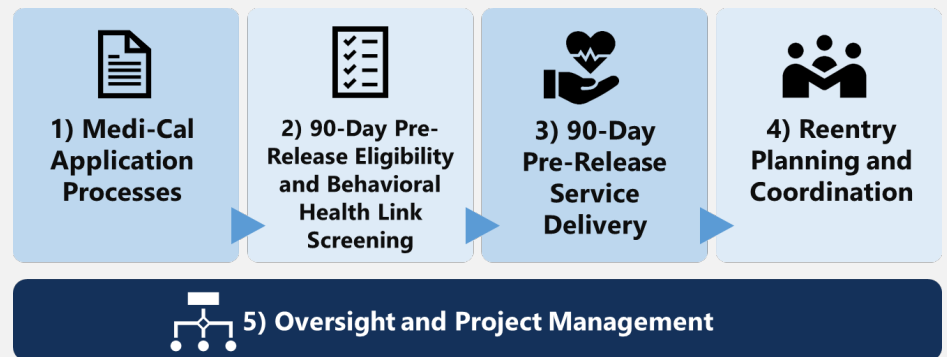 1) Medi-Cal
Application
Processes
2) 90-Day Pre-
Release Eligibility
and Behavioral
Health Link
Screening
3) 90-Day
Pre-Release
Service
Delivery
4) Reentry
Planning and
Coordination
5) Oversight and Project Management